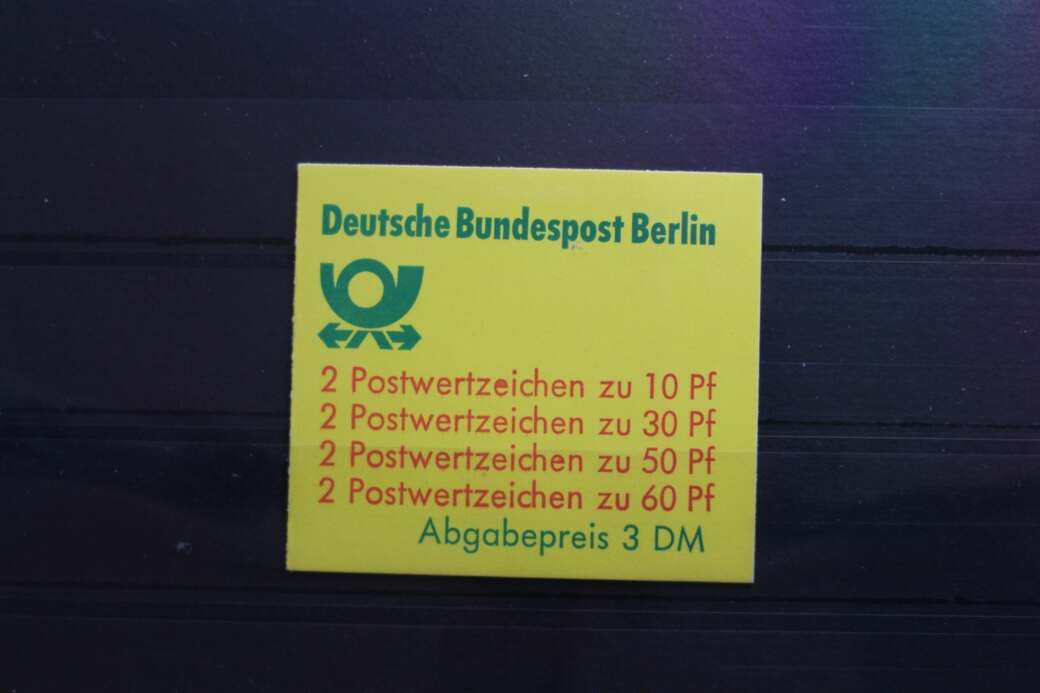 Deutsche Bundespost Berlin
2 Postwertzeichen zu 10 Pf
2 Postwertzeichen zu 30 Pf
2 Postwertzeichen zu 50 Pf
2 Postwertzeichen zu 60 Pf
Abgabepreis 3 DM